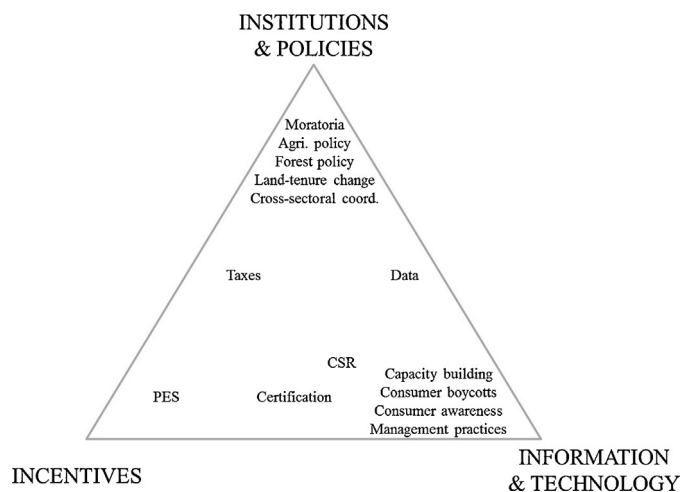 INSTITUTIONS
& POLICIES
Moratoria
Agri. policy
Forest policy
Land-tenure change
Cross-sectoral coord.
Taxes
Data
CSR
Capacity building
PES
Certification
Consumer boycotts
Consumer awareness
Management practices
INCENTIVES
INFORMATION
& TECHNOLOGY